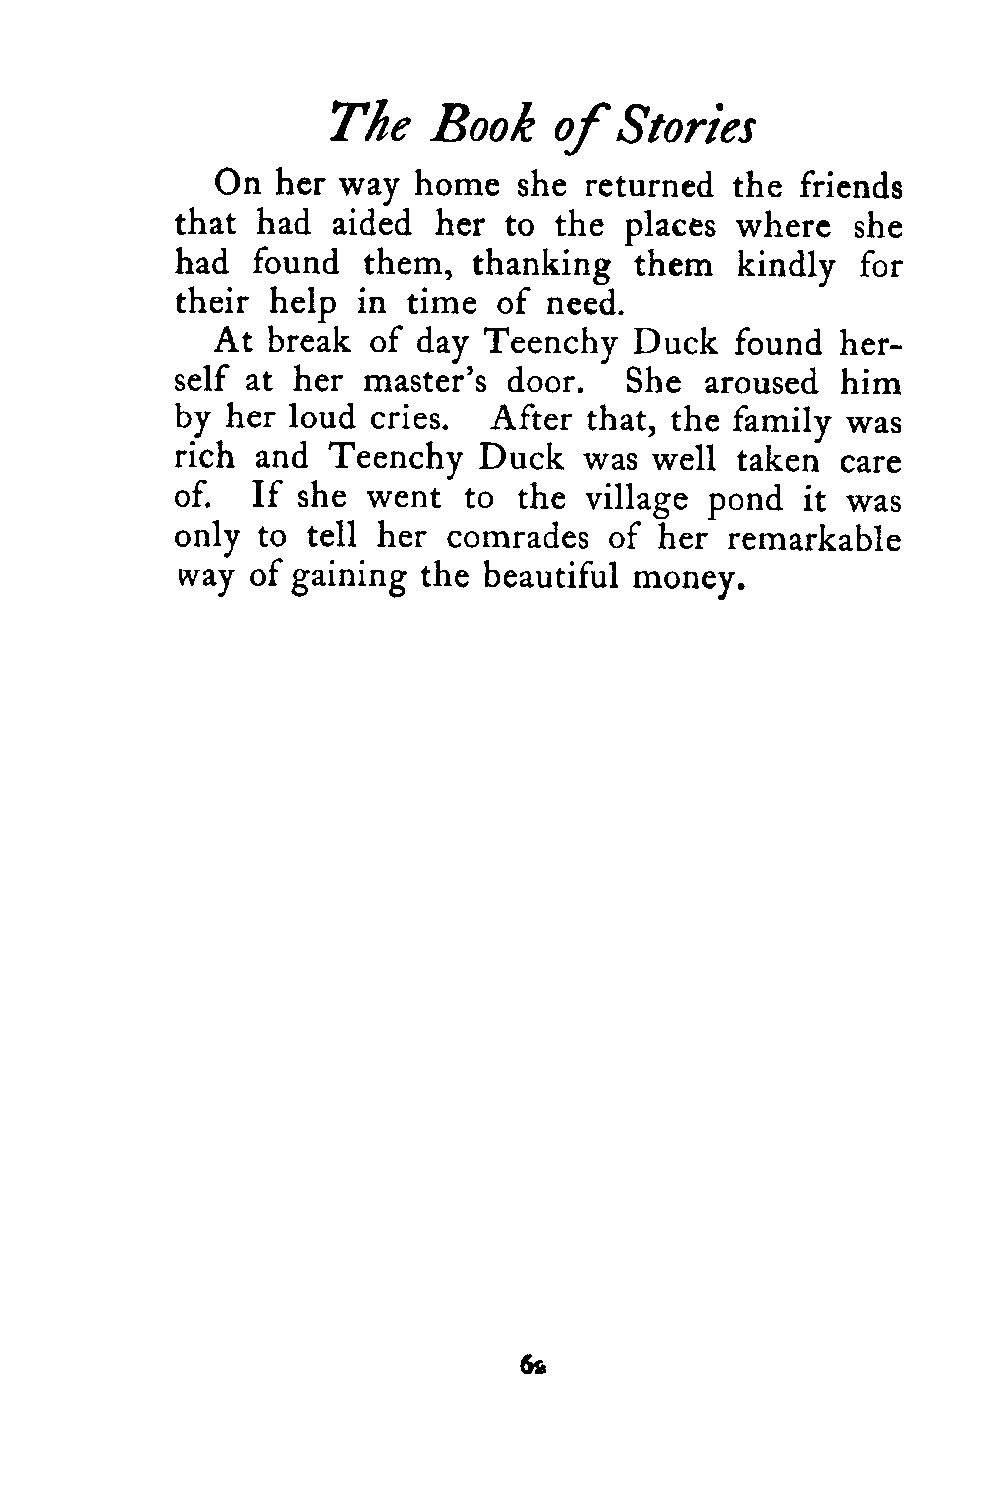 The Book of Stories
On her way home she returned the friends
that had aided her to the places where she
had found them, thanking them kindly for
their help in time of need.
At break of day Teenchy Duck found her-
self at her master's door. She aroused him
by her loud cries. After that, the family was
rich and Teenchy Duck was well taken care
of. If she went to the village pond it was
only to tell her comrades of her remarkable
way of gaining the beautiful money.